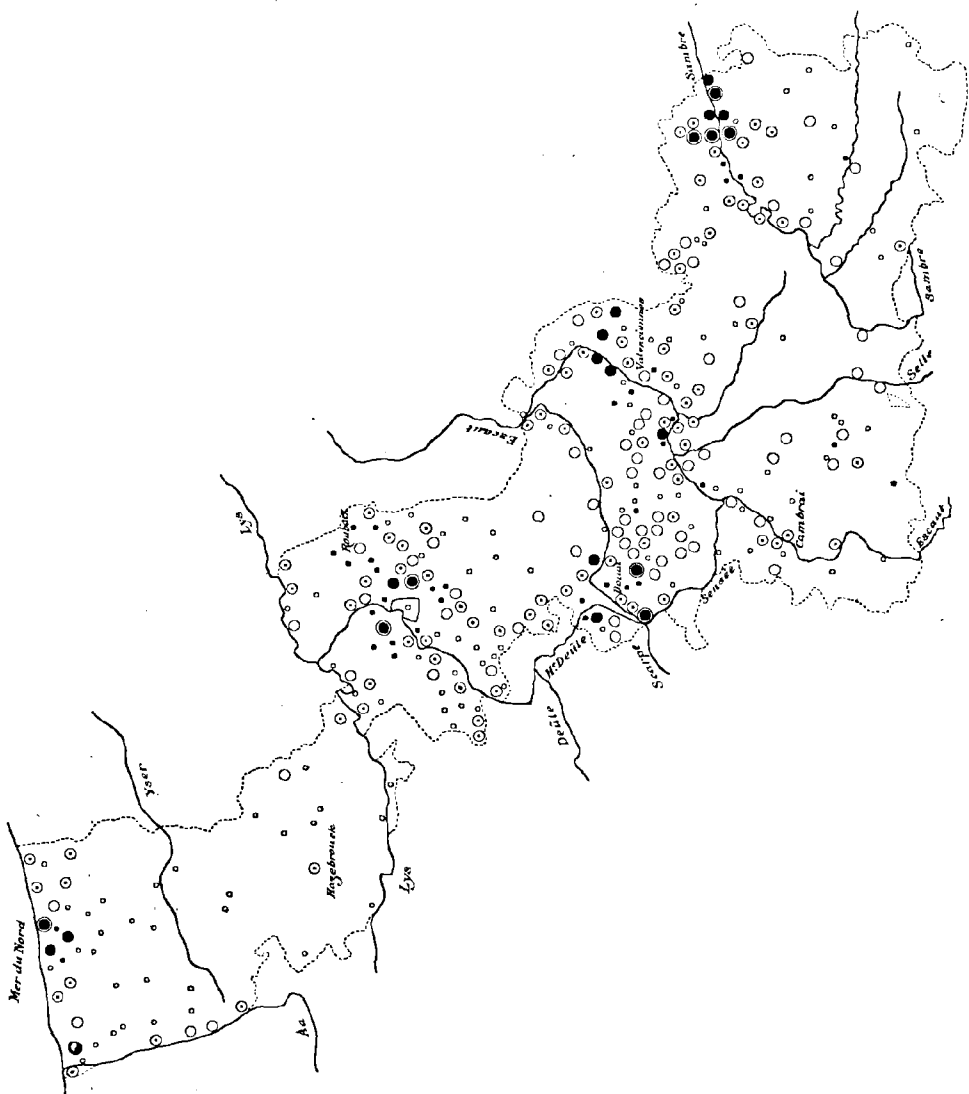 Sambre
Valenciennes
Escaut
Lys
Roubaix
Sambre
Selle
Cambrai
Escaut
Douai
Sensée
Hte Deûle
Scarpe
Deûle
Yser
Hazebrouck
Lys
Mer du Nord
Aa